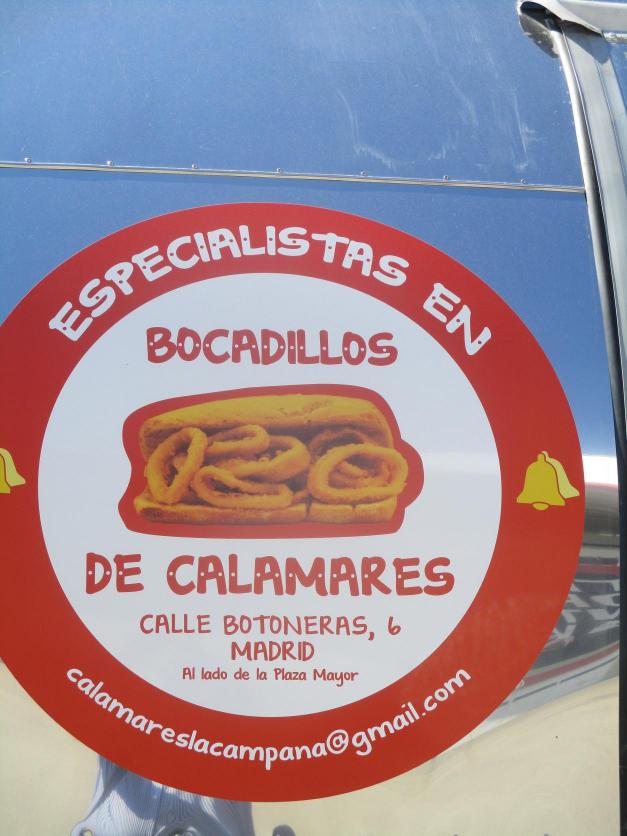 ESPECIALISTAS EN
BOCADILLOS
DE CALAMARES
CALLE BOTONERAS, 6
MADRID
Al lado de la Plaza Mayor
calamareslacampana@gmail.com